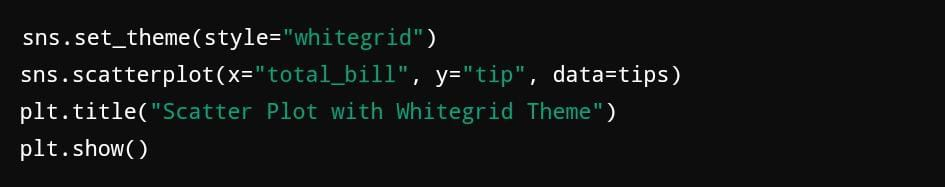 sns.set_theme(style="whitegrid")
sns.scatterplot(x="total_bill", y="tip", data=tips)
plt.title("Scatter Plot with Whitegrid Theme")
plt.show()